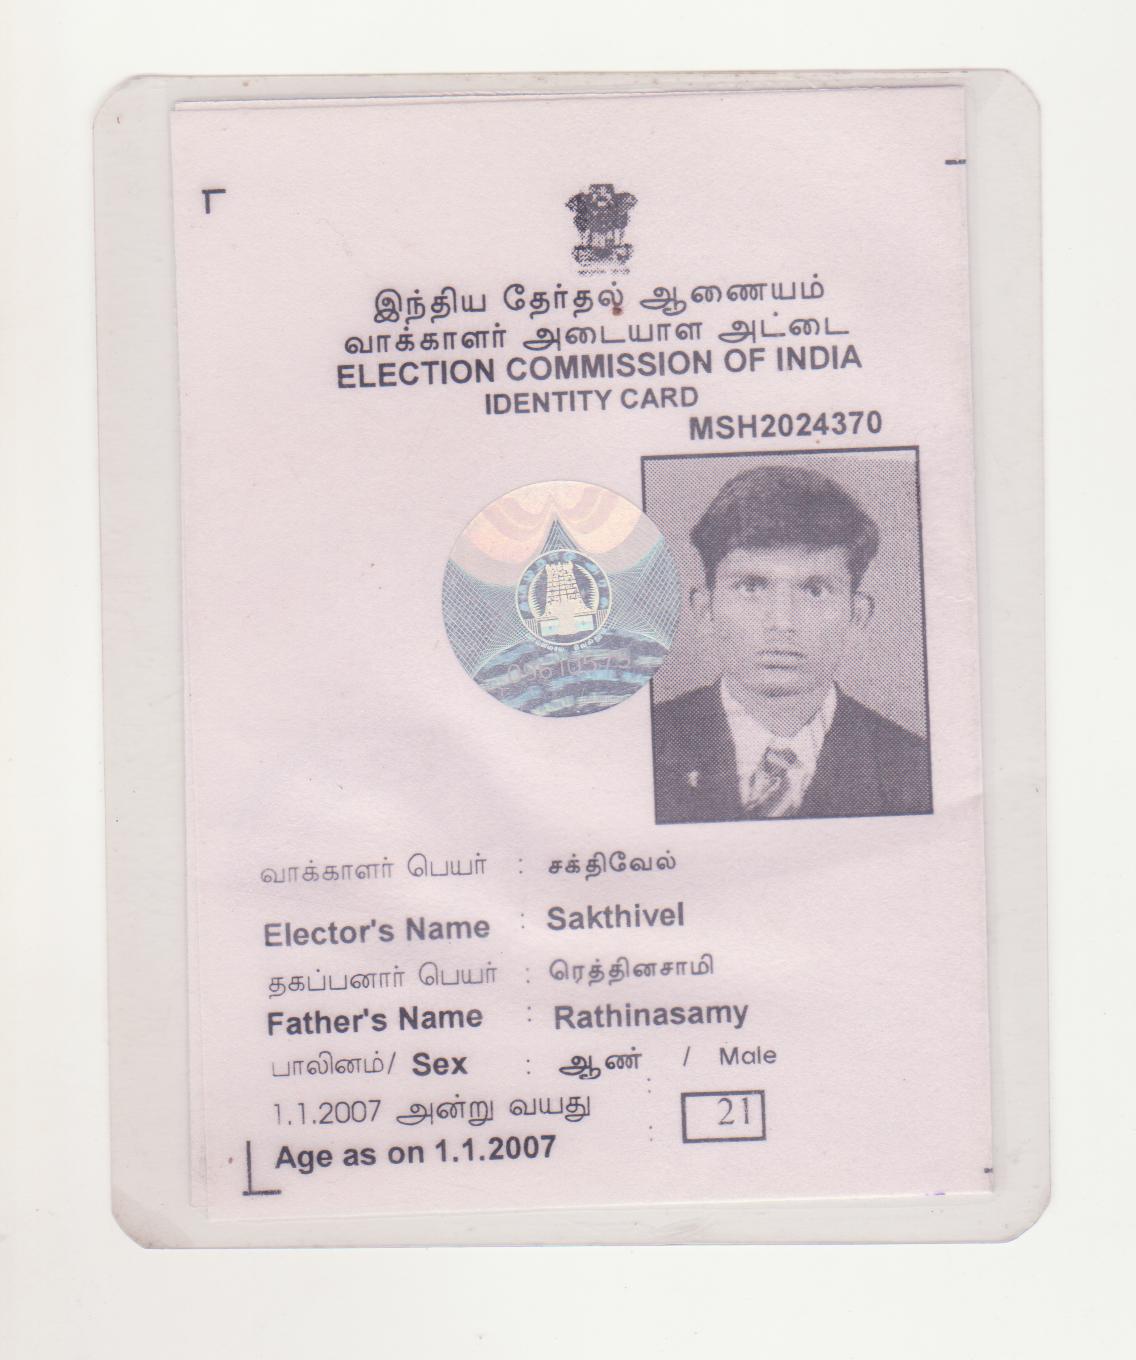 இந்திய தேர்தல் ஆணையம்
வாக்காளர் அடையாள அட்டை
ELECTION COMMISSION OF INDIA
IDENTITY CARD
MSH2024370
வாக்காளர் பெயர் : சக்திவேல்
Elector's Name : Sakthivel
தகப்பனார் பெயர் : ரெத்தினசாமி
Father's Name : Rathinasamy
பாலினம்/ Sex : ஆண் / Male
1.1.2007 அன்று வயது : 21
Age as on 1.1.2007 :